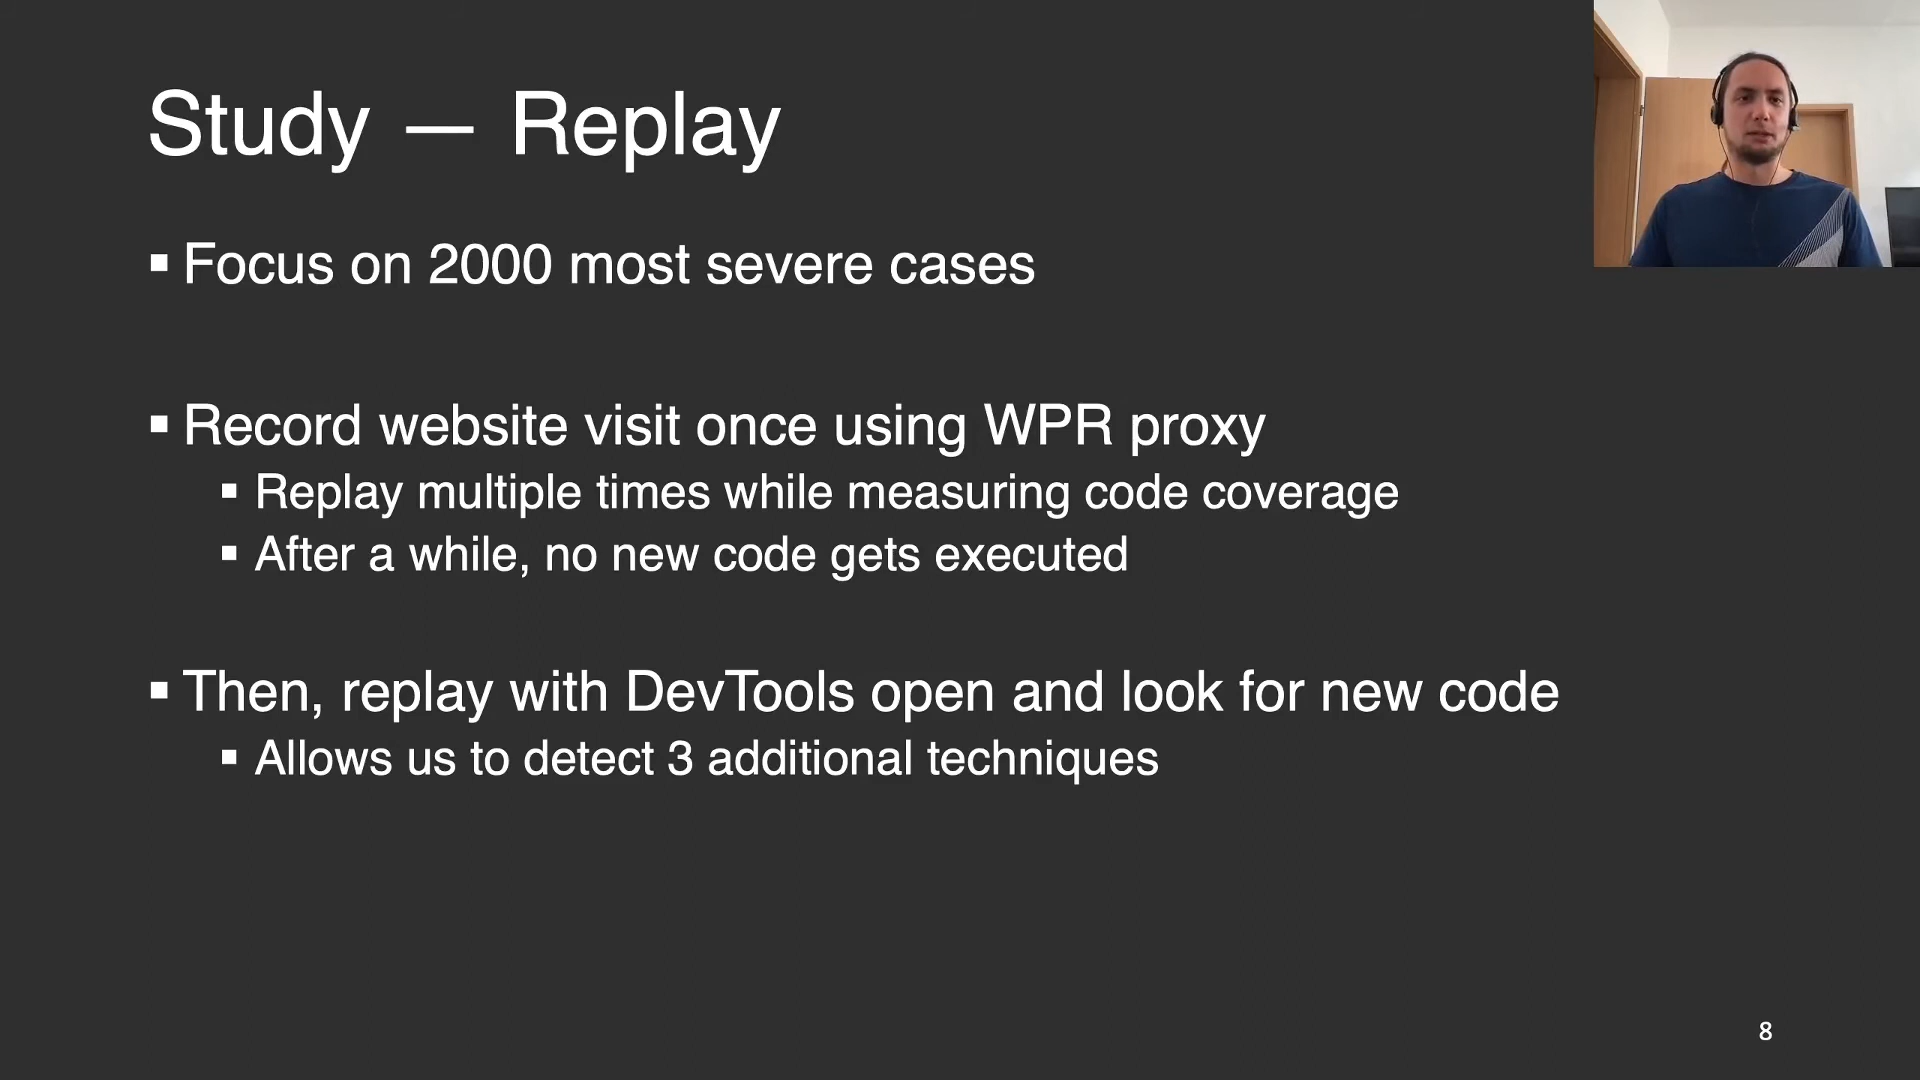 Study — Replay
▪ Focus on 2000 most severe cases
▪ Record website visit once using WPR proxy
▪ Replay multiple times while measuring code coverage
▪ After a while, no new code gets executed
▪ Then, replay with DevTools open and look for new code
▪ Allows us to detect 3 additional techniques
8